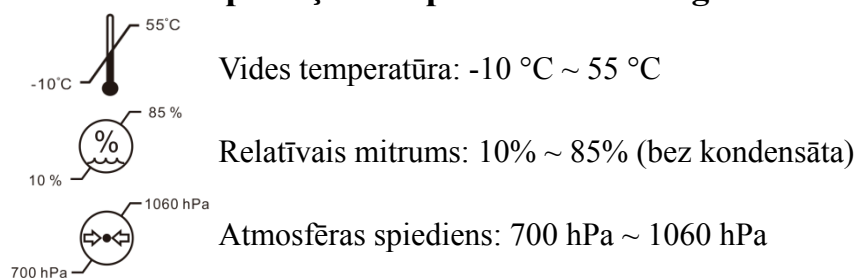 55°C
-10°C
Vides temperatūra: -10 °C ~ 55 °C
85 %
%
10 %
Relatīvais mitrums: 10% ~ 85% (bez kondensāta)
1060 hPa
700 hPa
Atmosfēras spiediens: 700 hPa ~ 1060 hPa